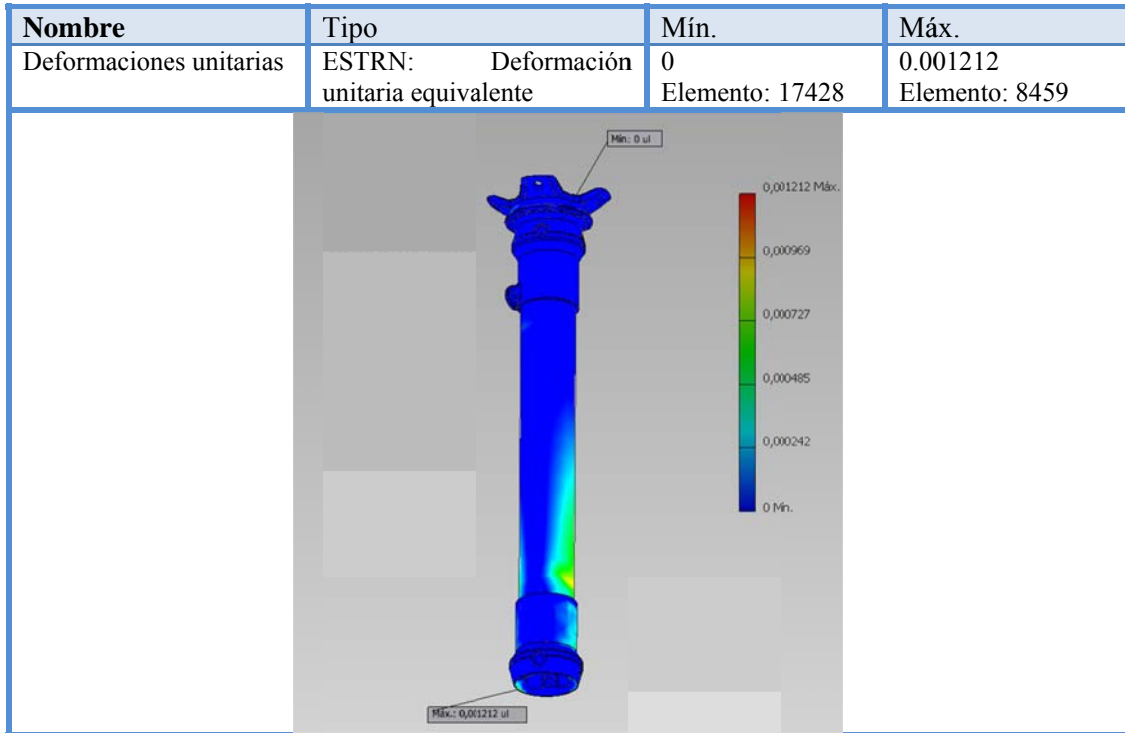 Nombre Tipo Mín. Máx.
Deformaciones unitarias ESTRN: Deformación 0 0.001212
unitaria equivalente Elemento: 17428 Elemento: 8459
Mín.: 0 ul
0,001212 Máx.
0,000969
0,000727
0,000485
0,000242
0 Mín.
Máx.: 0,001212 ul